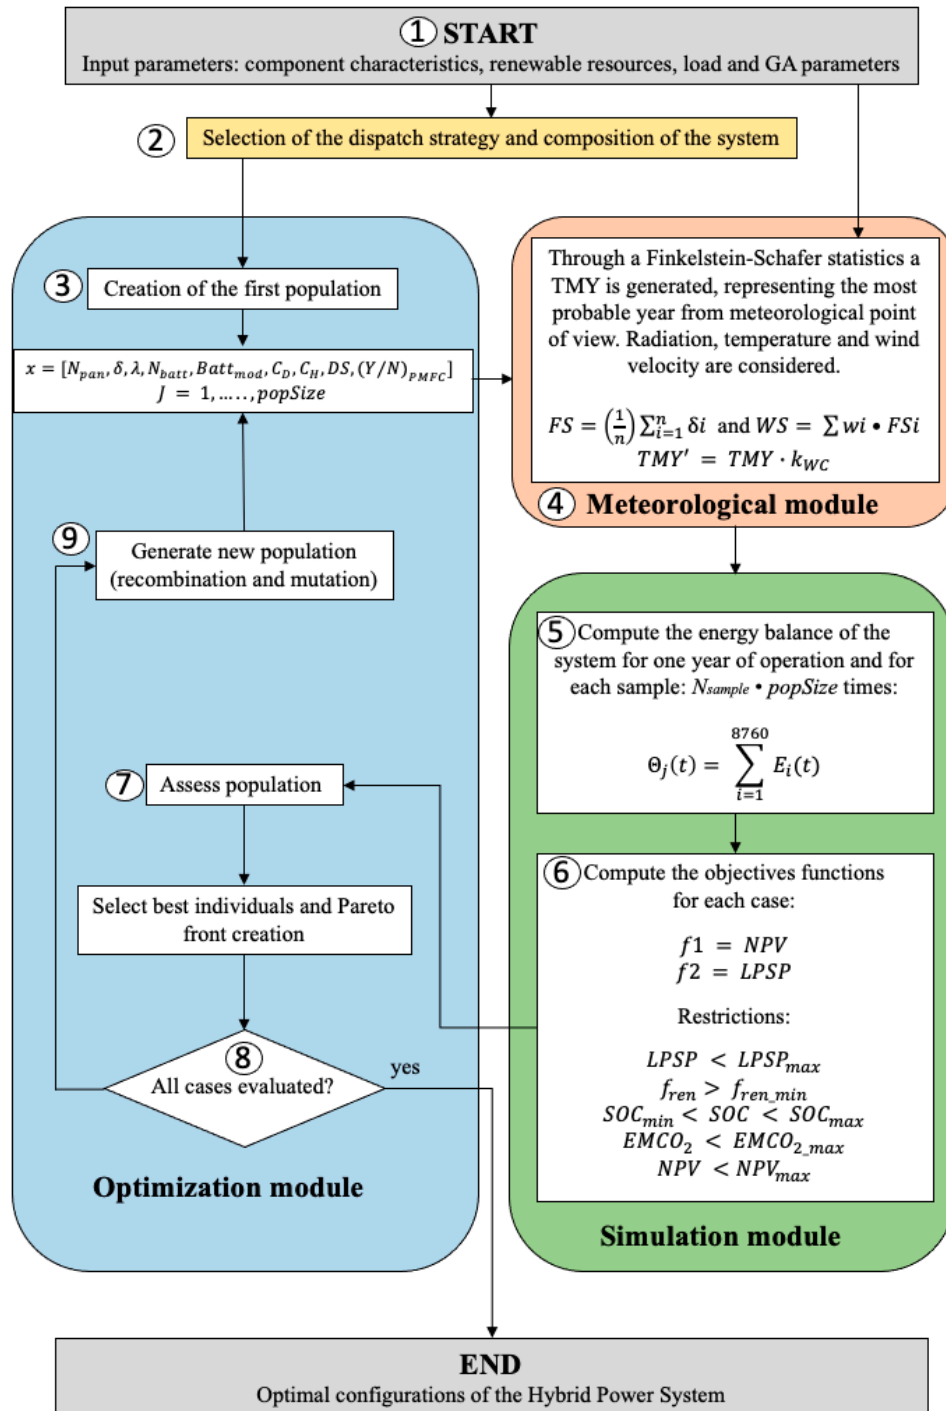 ① START
Input parameters: component characteristics, renewable resources, load and GA parameters
② Selection of the dispatch strategy and composition of the system
③ Creation of the first population
x = [N_pan, δ, λ, N_batt, Batt_mod, C_D, C_H, DS, (Y/N)_PMFC]
J = 1, ....., popSize
Through a Finkelstein-Schafer statistics a
TMY is generated, representing the most
probable year from meteorological point
of view. Radiation, temperature and wind
velocity are considered.
FS = (1/n) ∑_{i=1}^{n} δi and WS = ∑ wi • FSi
TMY′ = TMY · k_WC
④ Meteorological module
⑨ Generate new population
(recombination and mutation)
⑤ Compute the energy balance of the
system for one year of operation and for
each sample: N_sample • popSize times:
Θ_j(t) = ∑_{i=1}^{8760} E_i(t)
⑦ Assess population
Select best individuals and Pareto
front creation
⑧
All cases evaluated?
yes
Optimization module
⑥ Compute the objectives functions
for each case:
f1 = NPV
f2 = LPSP
Restrictions:
LPSP < LPSP_max
f_ren > f_ren_min
SOC_min < SOC < SOC_max
EMCO_2 < EMCO_2_max
NPV < NPV_max
Simulation module
END
Optimal configurations of the Hybrid Power System